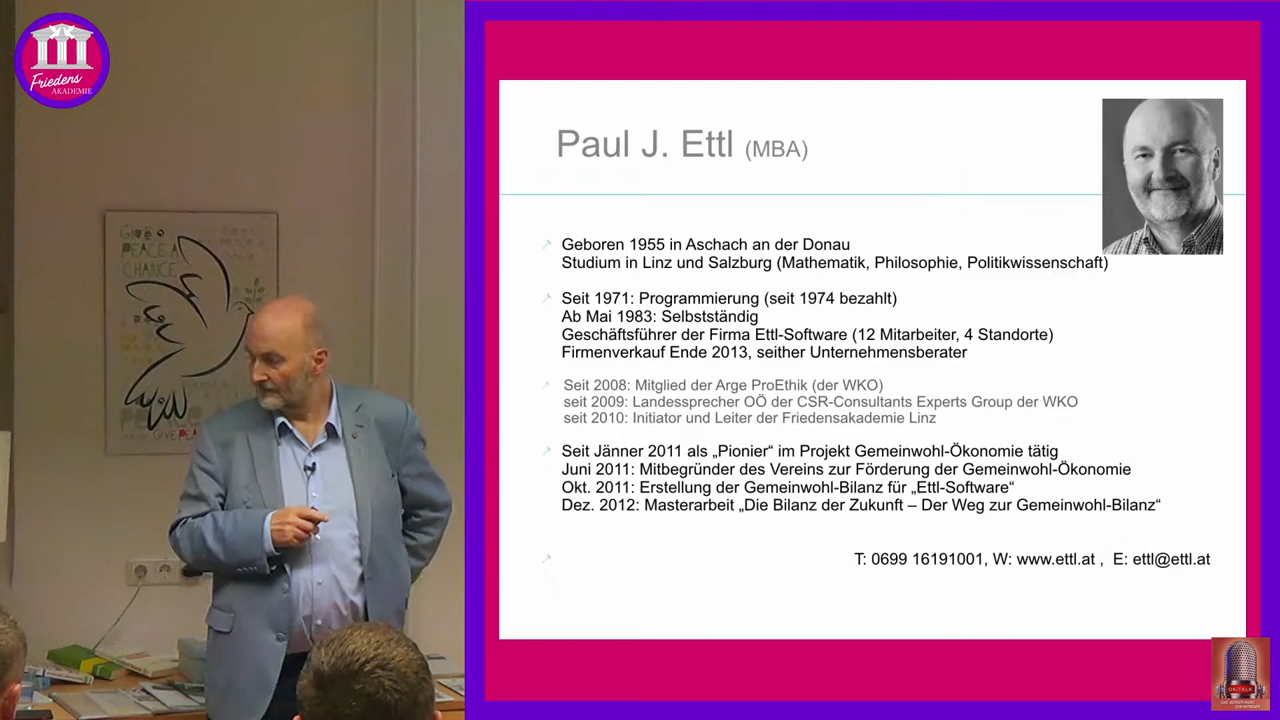 Friedens
AKADEMIE
GIVE
PEACE A
CHANCE
PEACE
GIVE PEA
Paul J. Ettl (MBA)
Geboren 1955 in Aschach an der Donau
Studium in Linz und Salzburg (Mathematik, Philosophie, Politikwissenschaft)
Seit 1971: Programmierung (seit 1974 bezahlt)
Ab Mai 1983: Selbstständig
Geschäftsführer der Firma Ettl-Software (12 Mitarbeiter, 4 Standorte)
Firmenverkauf Ende 2013, seither Unternehmensberater
Seit 2008: Mitglied der Arge ProEthik (der WKO)
seit 2009: Landessprecher OÖ der CSR-Consultants Experts Group der WKO
seit 2010: Initiator und Leiter der Friedensakademie Linz
Seit Jänner 2011 als „Pionier“ im Projekt Gemeinwohl-Ökonomie tätig
Juni 2011: Mitbegründer des Vereins zur Förderung der Gemeinwohl-Ökonomie
Okt. 2011: Erstellung der Gemeinwohl-Bilanz für „Ettl-Software“
Dez. 2012: Masterarbeit „Die Bilanz der Zukunft – Der Weg zur Gemeinwohl-Bilanz“
T: 0699 16191001, W: www.ettl.at , E: ettl@ettl.at
OKiTALK